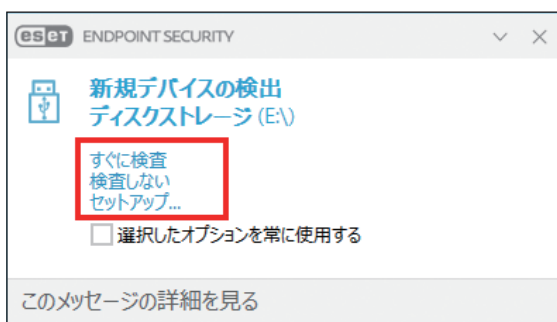 eset ENDPOINT SECURITY
新規デバイスの検出
ディスクストレージ (E:\)
すぐに検査
検査しない
セットアップ...
選択したオプションを常に使用する
このメッセージの詳細を見る